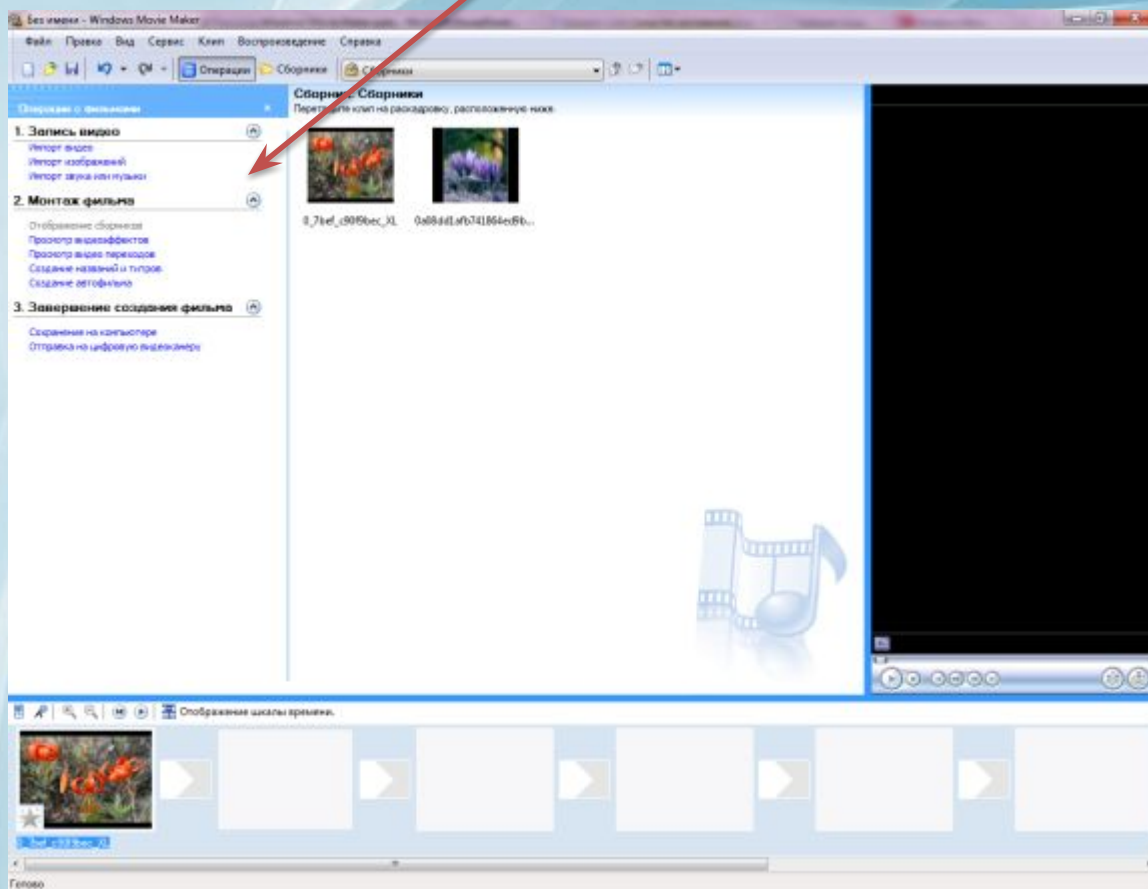 Без имени - Windows Movie Maker
Файл Правка Вид Сервис Клип Воспроизведение Справка
Операции Сборники Сборники
Операции с фильмами
Сборник: Сборники
Перетащите клип на раскадровку, расположенную ниже.
1. Запись видео
Импорт видео
Импорт изображений
Импорт звука или музыки
2. Монтаж фильма
Отображение сборников
Просмотр видеоэффектов
Просмотр видео переходов
Создание названий и титров
Создание автофильма
3. Завершение создания фильма
Сохранение на компьютере
Отправка на цифровую видеокамеру
0_7bef_c90f9bec_XL
0a88dd1afb741864ed9b...
Отображение шкалы времени.
0_7bef_c90f9bec_XL
Готово